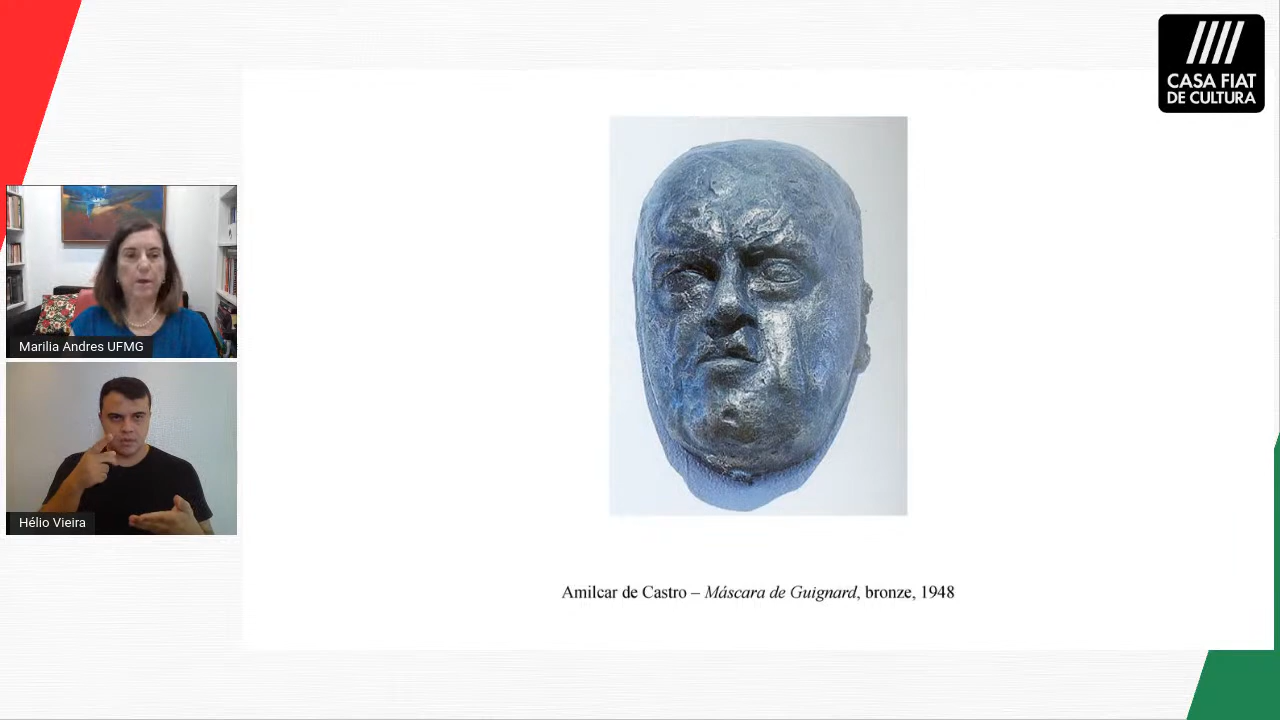 CASA FIAT
DE CULTURA
Marilia Andres UFMG
Hélio Vieira
Amilcar de Castro – Máscara de Guignard, bronze, 1948